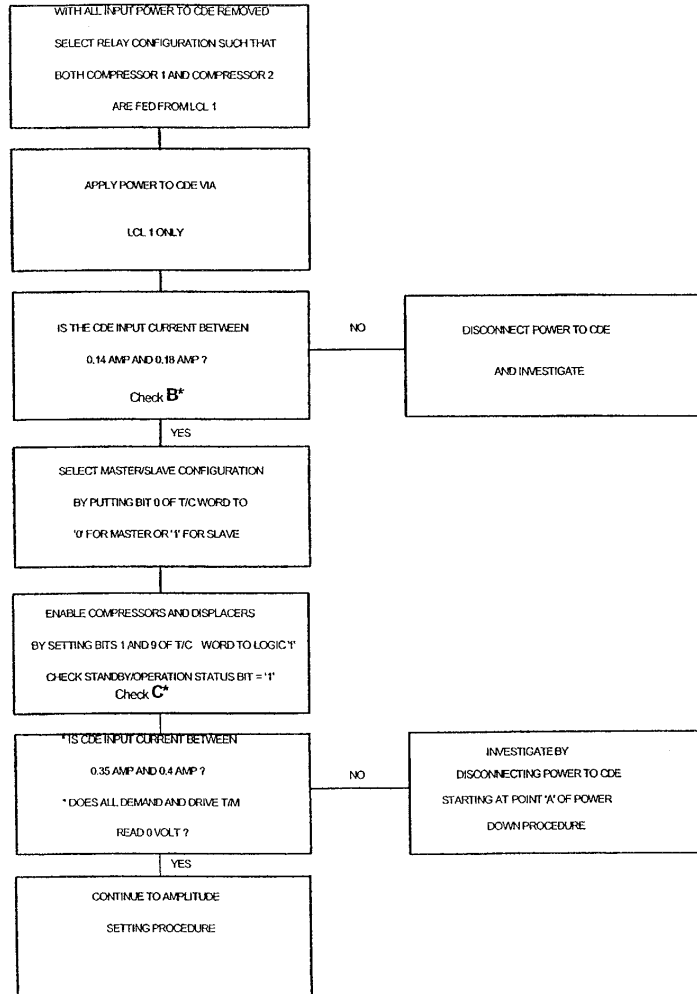 WITH ALL INPUT POWER TO CDE REMOVED
SELECT RELAY CONFIGURATION SUCH THAT
BOTH COMPRESSOR 1 AND COMPRESSOR 2
ARE FED FROM LCL 1
APPLY POWER TO CDE VIA
LCL 1 ONLY
IS THE CDE INPUT CURRENT BETWEEN
0.14 AMP AND 0.18 AMP ?
Check B*
NO
DISCONNECT POWER TO CDE
AND INVESTIGATE
YES
SELECT MASTER/SLAVE CONFIGURATION
BY PUTTING BIT 0 OF T/C WORD TO
'0' FOR MASTER OR '1' FOR SLAVE
ENABLE COMPRESSORS AND DISPLACERS
BY SETTING BITS 1 AND 9 OF T/C WORD TO LOGIC '1'
CHECK STANDBY/OPERATION STATUS BIT = '1'
Check C*
* IS CDE INPUT CURRENT BETWEEN
0.35 AMP AND 0.4 AMP ?
* DOES ALL DEMAND AND DRIVE T/M
READ 0 VOLT ?
NO
INVESTIGATE BY
DISCONNECTING POWER TO CDE
STARTING AT POINT 'A' OF POWER
DOWN PROCEDURE
YES
CONTINUE TO AMPLITUDE
SETTING PROCEDURE